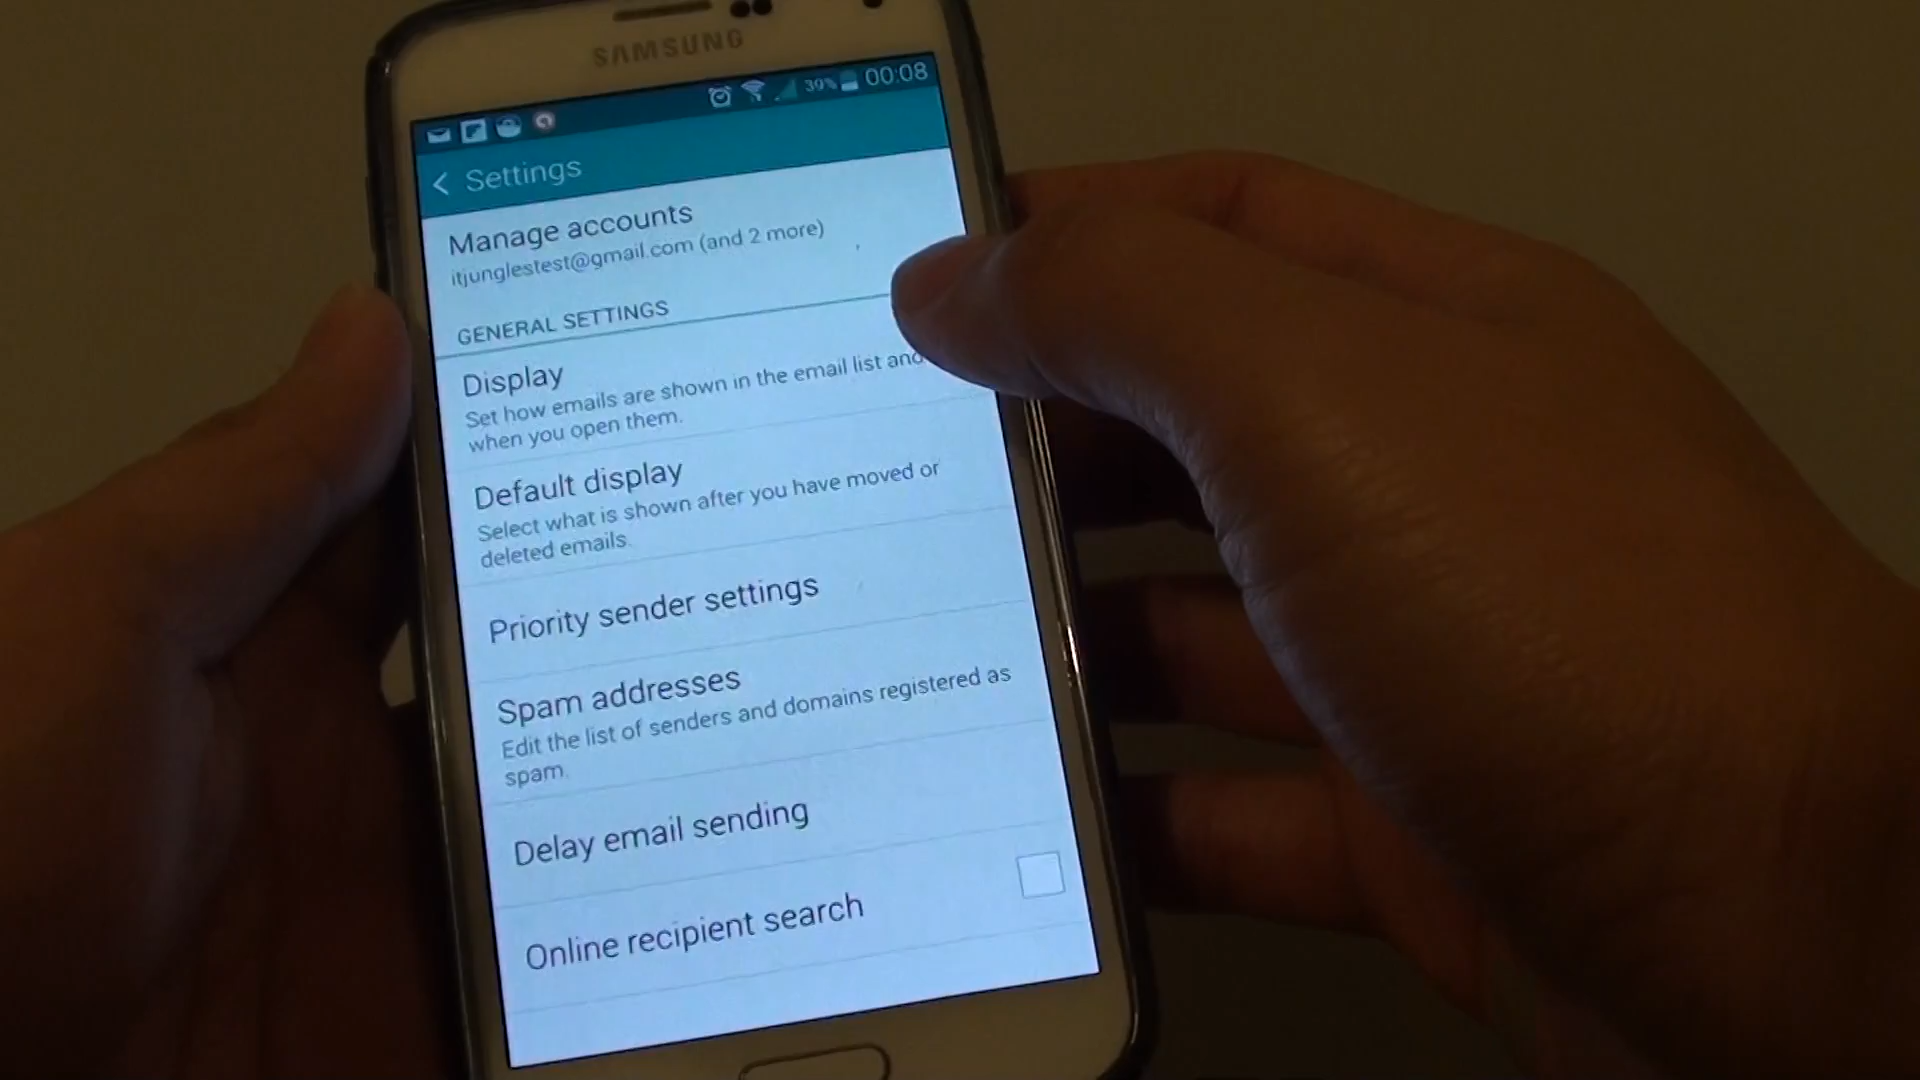 SAMSUNG
39% 00:08
Settings
Manage accounts
itjunglestest@gmail.com (and 2 more)
GENERAL SETTINGS
Display
Set how emails are shown in the email list and
when you open them.
Default display
Select what is shown after you have moved or
deleted emails.
Priority sender settings
Spam addresses
Edit the list of senders and domains registered as
spam.
Delay email sending
Online recipient search